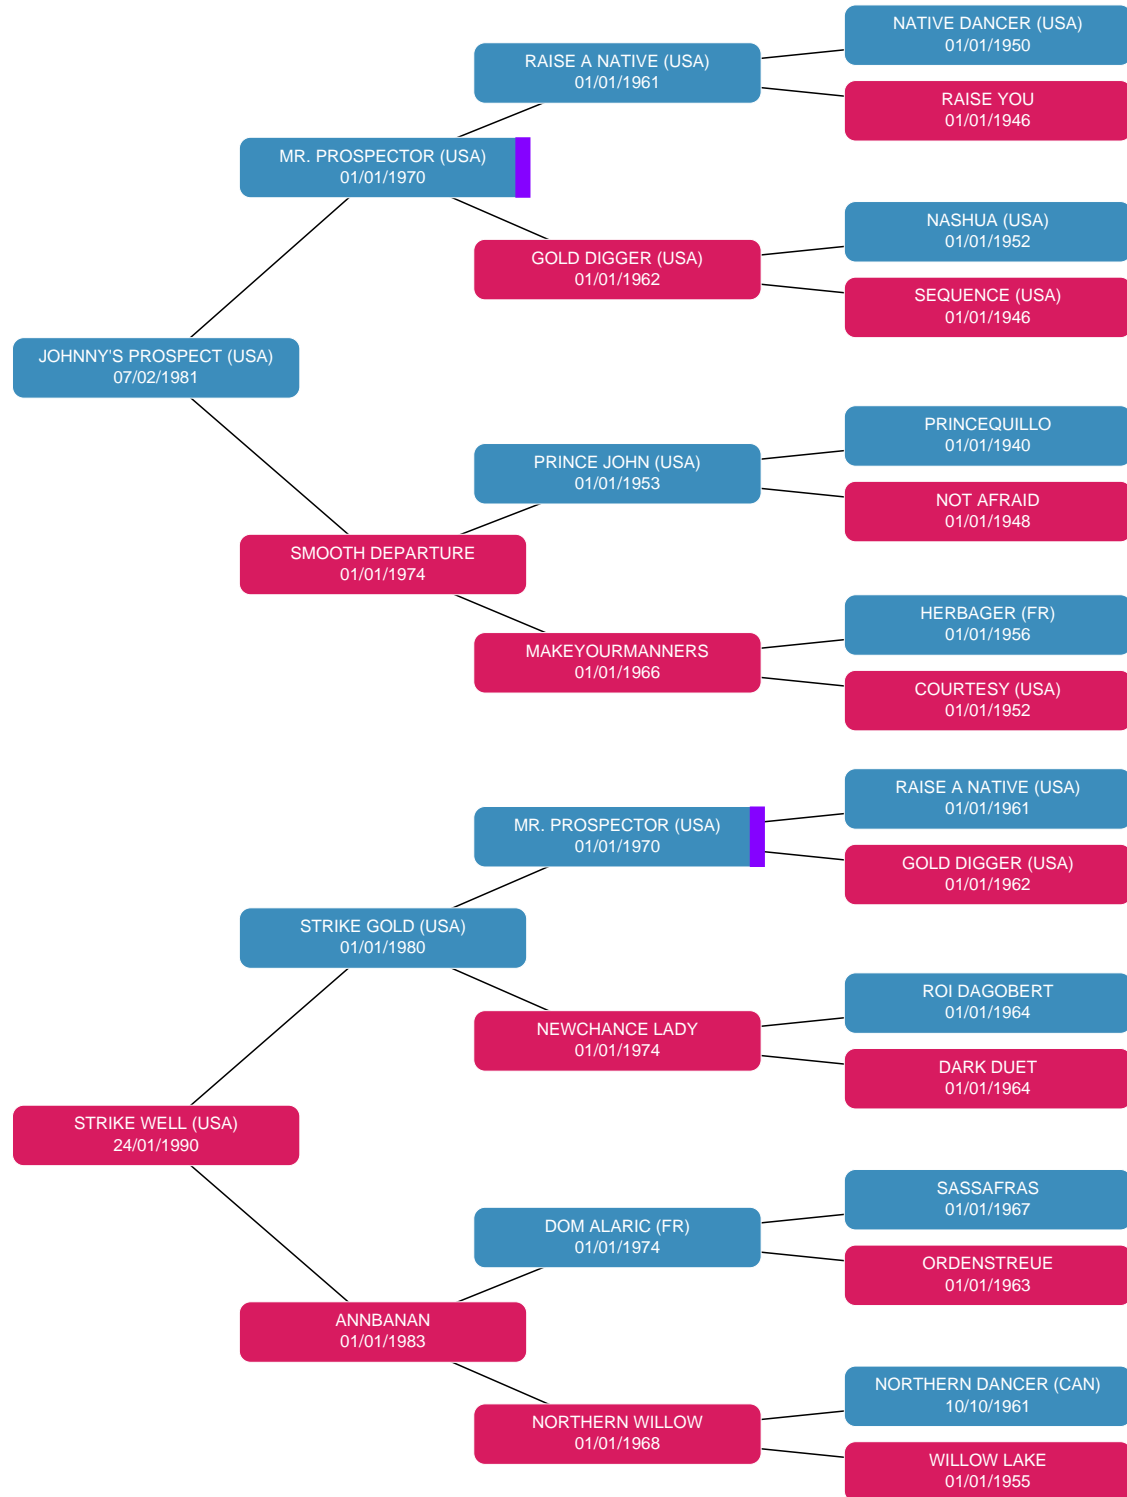 NATIVE DANCER (USA)
01/01/1950
RAISE A NATIVE (USA)
01/01/1961
RAISE YOU
01/01/1946
MR. PROSPECTOR (USA)
01/01/1970
NASHUA (USA)
01/01/1952
GOLD DIGGER (USA)
01/01/1962
SEQUENCE (USA)
01/01/1946
JOHNNY'S PROSPECT (USA)
07/02/1981
PRINCEQUILLO
01/01/1940
PRINCE JOHN (USA)
01/01/1953
NOT AFRAID
01/01/1948
SMOOTH DEPARTURE
01/01/1974
HERBAGER (FR)
01/01/1956
MAKEYOURMANNERS
01/01/1966
COURTESY (USA)
01/01/1952
RAISE A NATIVE (USA)
01/01/1961
MR. PROSPECTOR (USA)
01/01/1970
GOLD DIGGER (USA)
01/01/1962
STRIKE GOLD (USA)
01/01/1980
ROI DAGOBERT
01/01/1964
NEWCHANCE LADY
01/01/1974
DARK DUET
01/01/1964
STRIKE WELL (USA)
24/01/1990
SASSAFRAS
01/01/1967
DOM ALARIC (FR)
01/01/1974
ORDENSTREUE
01/01/1963
ANNBANAN
01/01/1983
NORTHERN DANCER (CAN)
10/10/1961
NORTHERN WILLOW
01/01/1968
WILLOW LAKE
01/01/1955